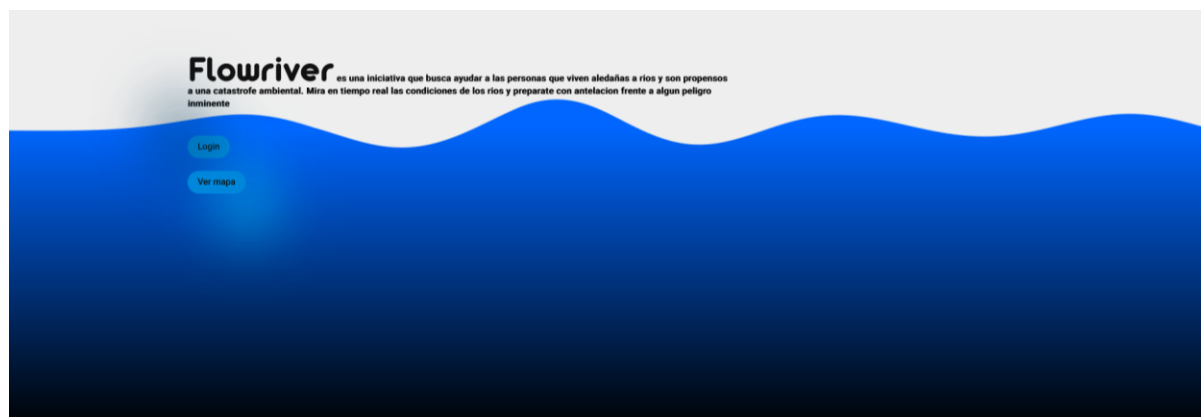 Flowriver es una iniciativa que busca ayudar a las personas que viven aledañas a rios y son propensos
a una catastrofe ambiental. Mira en tiempo real las condiciones de los rios y preparate con antelacion frente a algun peligro
inminente
Login
Ver mapa